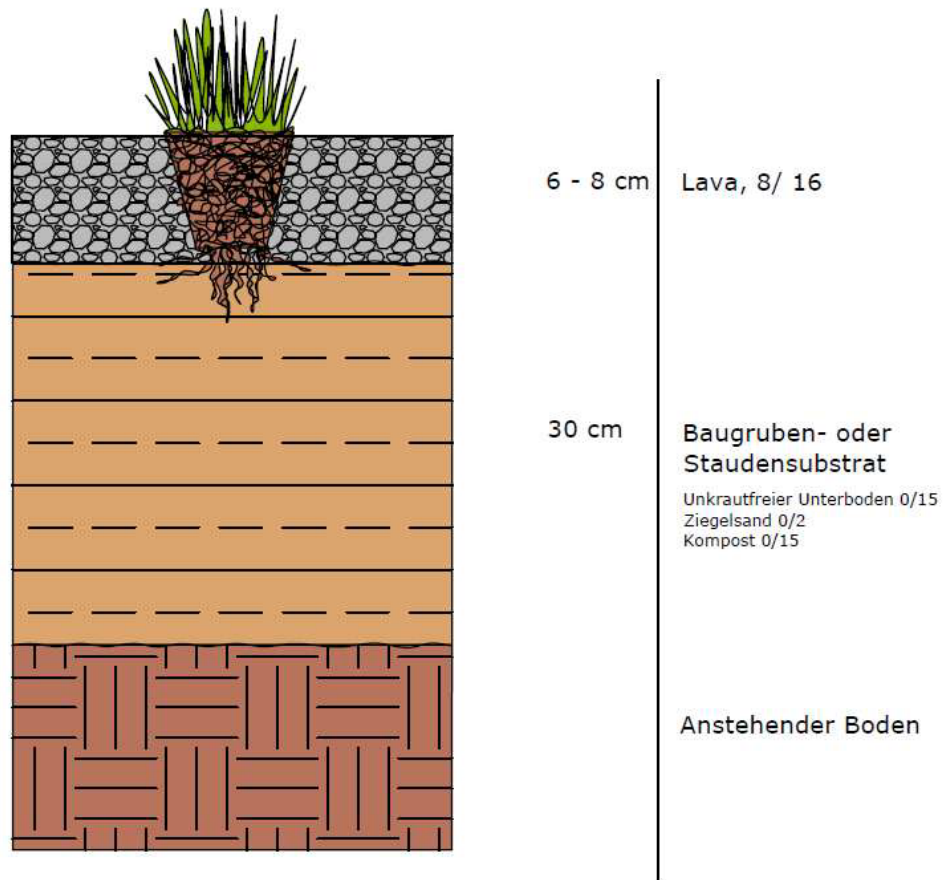 6 - 8 cm
Lava, 8/ 16
30 cm
Baugruben- oder
Staudensubstrat
Unkrautfreier Unterboden 0/15
Ziegelsand 0/2
Kompost 0/15
Anstehender Boden